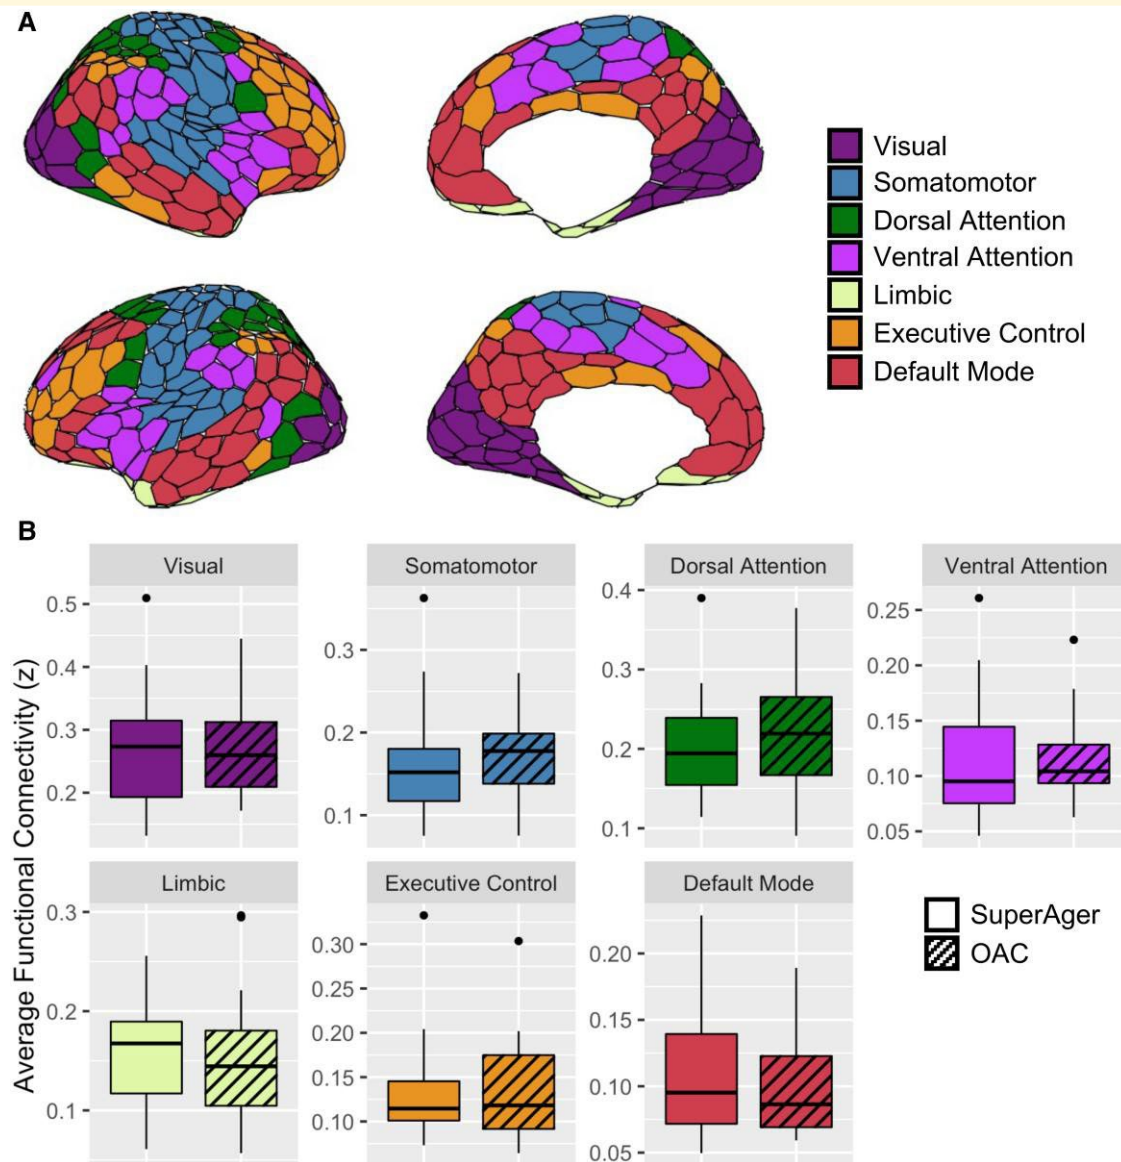 A
Visual
Somatomotor
Dorsal Attention
Ventral Attention
Limbic
Executive Control
Default Mode
B
Average Functional Connectivity (z)
Visual
0.5
0.4
0.3
0.2
Somatomotor
0.3
0.2
0.1
Dorsal Attention
0.4
0.3
0.2
0.1
Ventral Attention
0.25
0.20
0.15
0.10
0.05
Limbic
0.3
0.2
0.1
Executive Control
0.30
0.25
0.20
0.15
0.10
Default Mode
0.20
0.15
0.10
0.05
SuperAger
OAC